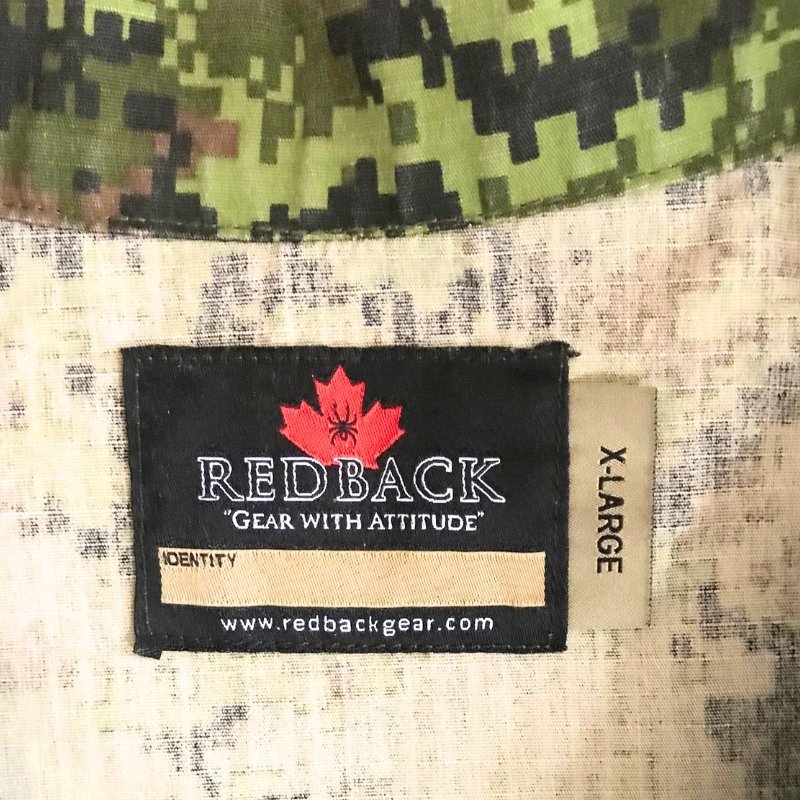 REDBACK
"GEAR WITH ATTITUDE"
IDENTITY
www.redbackgear.com
X-LARGE